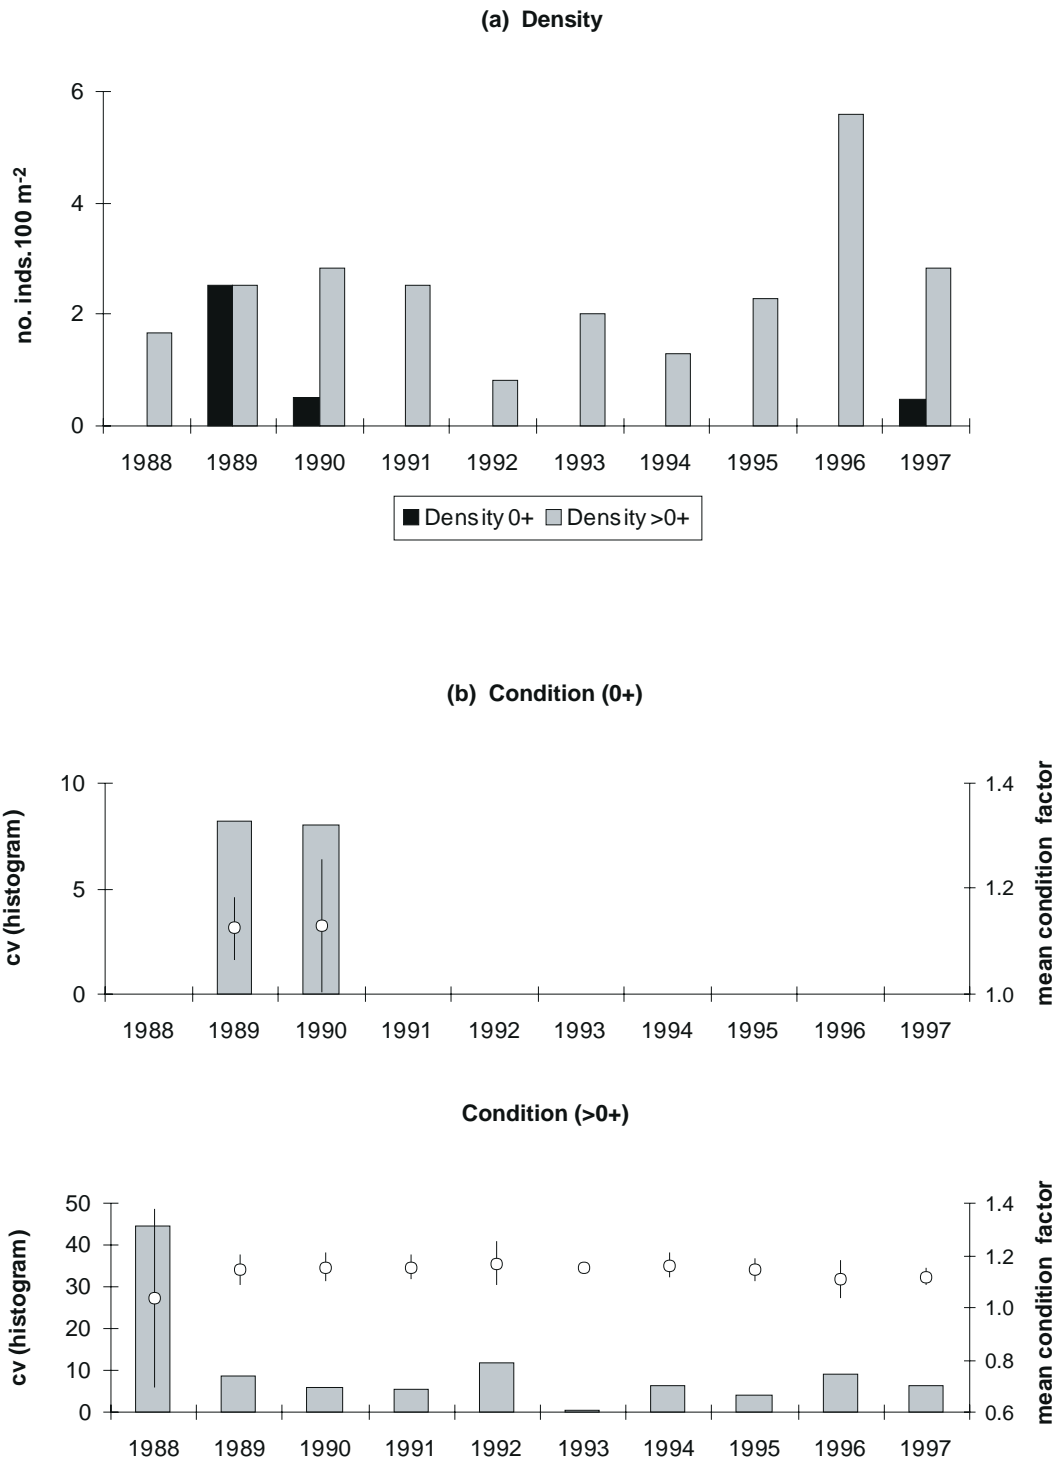 (a) Density
no. inds.100 m-2
6
4
2
0
1988 1989 1990 1991 1992 1993 1994 1995 1996 1997
Density 0+ Density >0+
(b) Condition (0+)
cv (histogram)
10
5
0
1.4
1.2
1.0
mean condition factor
1988 1989 1990 1991 1992 1993 1994 1995 1996 1997
Condition (>0+)
cv (histogram)
50
40
30
20
10
0
1.4
1.2
1.0
0.8
0.6
mean condition factor
1988 1989 1990 1991 1992 1993 1994 1995 1996 1997